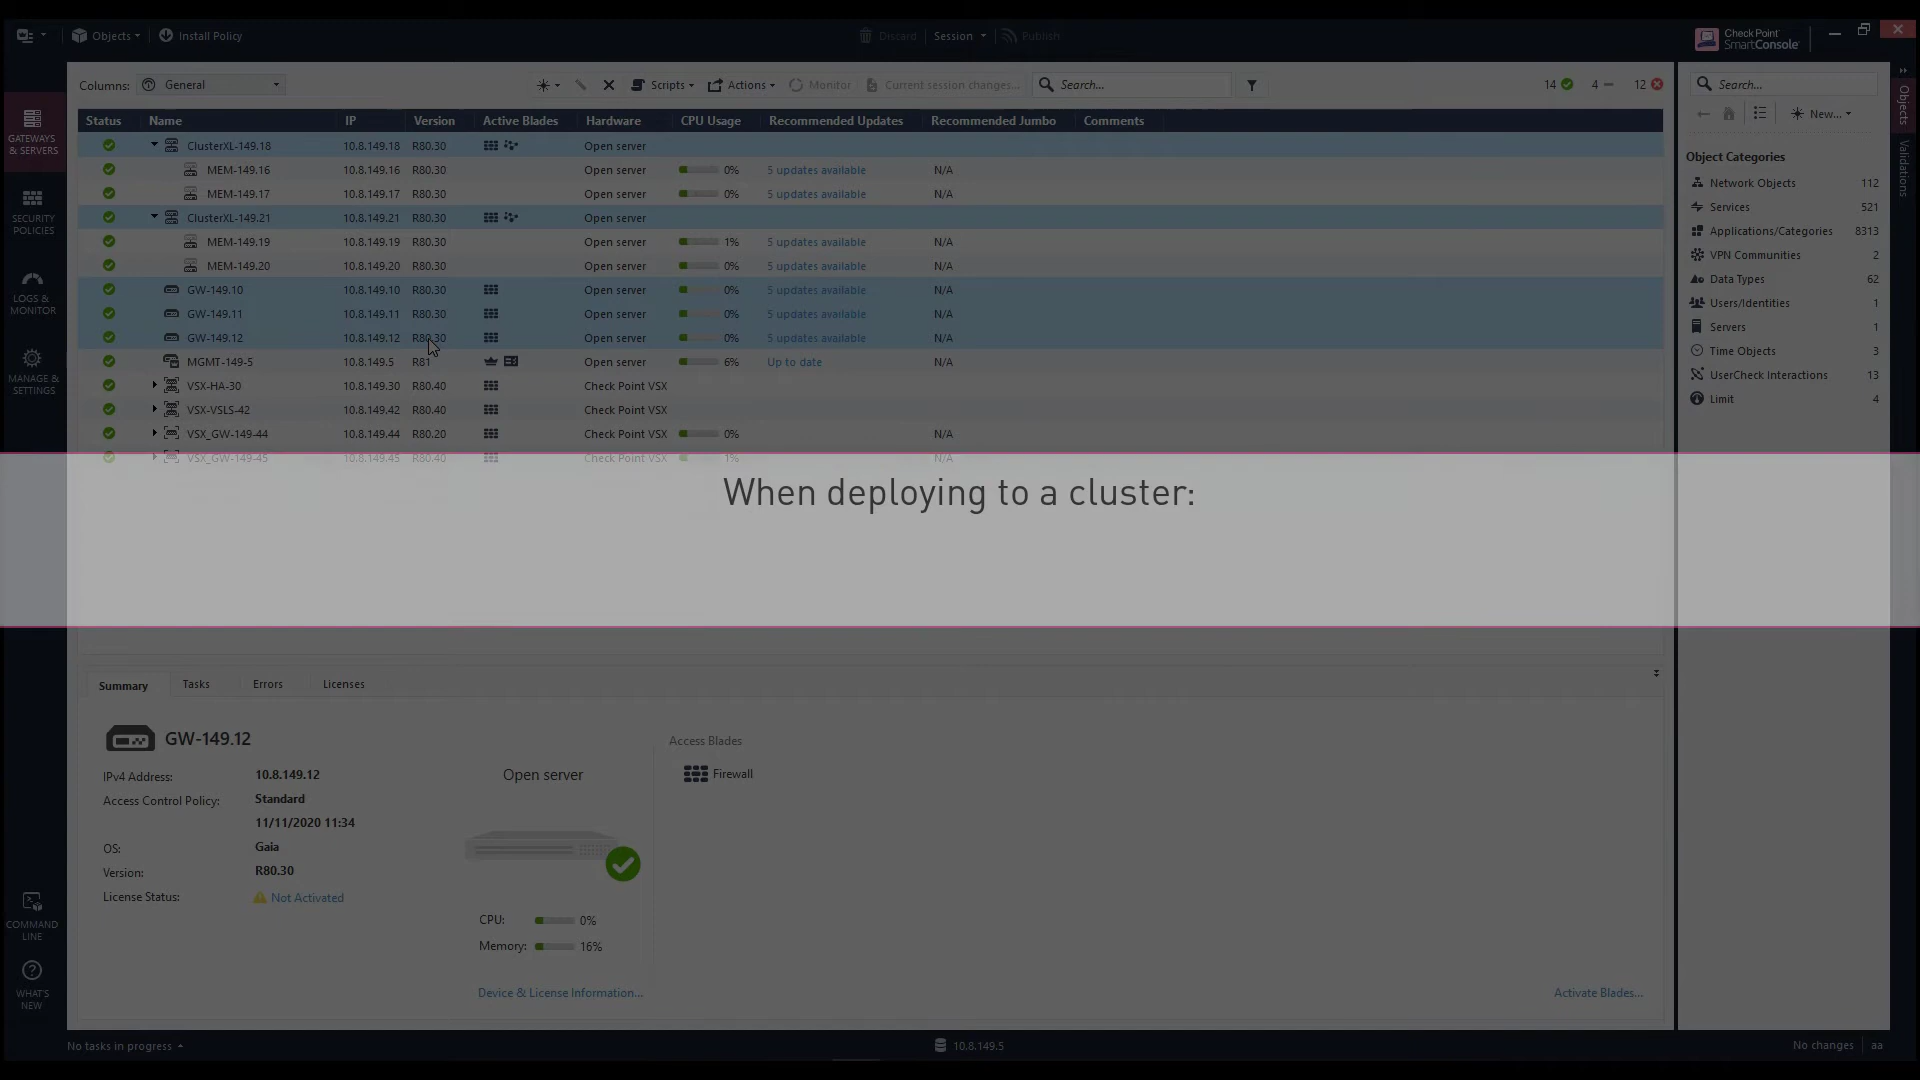 Objects
Install Policy
Discard
Session
Publish
Check Point
SmartConsole
Columns: General
Scripts
Actions
Monitor
Current session changes...
Search...
14
4
12
Search...
New...
Objects
Validations
GATEWAYS
& SERVERS
SECURITY
POLICIES
LOGS &
MONITOR
MANAGE &
SETTINGS
COMMAND
LINE
WHAT'S
NEW
Status Name IP Version Active Blades Hardware CPU Usage Recommended Updates Recommended Jumbo Comments
ClusterXL-149.18 10.8.149.18 R80.30 Open server
MEM-149.16 10.8.149.16 R80.30 Open server 0% 5 updates available N/A
MEM-149.17 10.8.149.17 R80.30 Open server 0% 5 updates available N/A
ClusterXL-149.21 10.8.149.21 R80.30 Open server
MEM-149.19 10.8.149.19 R80.30 Open server 1% 5 updates available N/A
MEM-149.20 10.8.149.20 R80.30 Open server 0% 5 updates available N/A
GW-149.10 10.8.149.10 R80.30 Open server 0% 5 updates available N/A
GW-149.11 10.8.149.11 R80.30 Open server 0% 5 updates available N/A
GW-149.12 10.8.149.12 R80.30 Open server 0% 5 updates available N/A
MGMT-149-5 10.8.149.5 R81 Open server 6% Up to date N/A
VSX-HA-30 10.8.149.30 R80.40 Check Point VSX
VSX-VSLS-42 10.8.149.42 R80.40 Check Point VSX
VSX_GW-149-44 10.8.149.44 R80.20 Check Point VSX 0% N/A
VSX_GW-149-45 10.8.149.45 R80.40 Check Point VSX 1% N/A
Object Categories
Network Objects 112
Services 521
Applications/Categories 8313
VPN Communities 2
Data Types 62
Users/Identities 1
Servers 1
Time Objects 3
UserCheck Interactions 13
Limit 4
When deploying to a cluster:
Summary Tasks Errors Licenses
GW-149.12
IPv4 Address: 10.8.149.12
Access Control Policy: Standard
11/11/2020 11:34
OS: Gaia
Version: R80.30
License Status: Not Activated
Open server
CPU: 0%
Memory: 16%
Device & License Information...
Access Blades
Firewall
Activate Blades...
No tasks in progress
10.8.149.5
No changes
aa